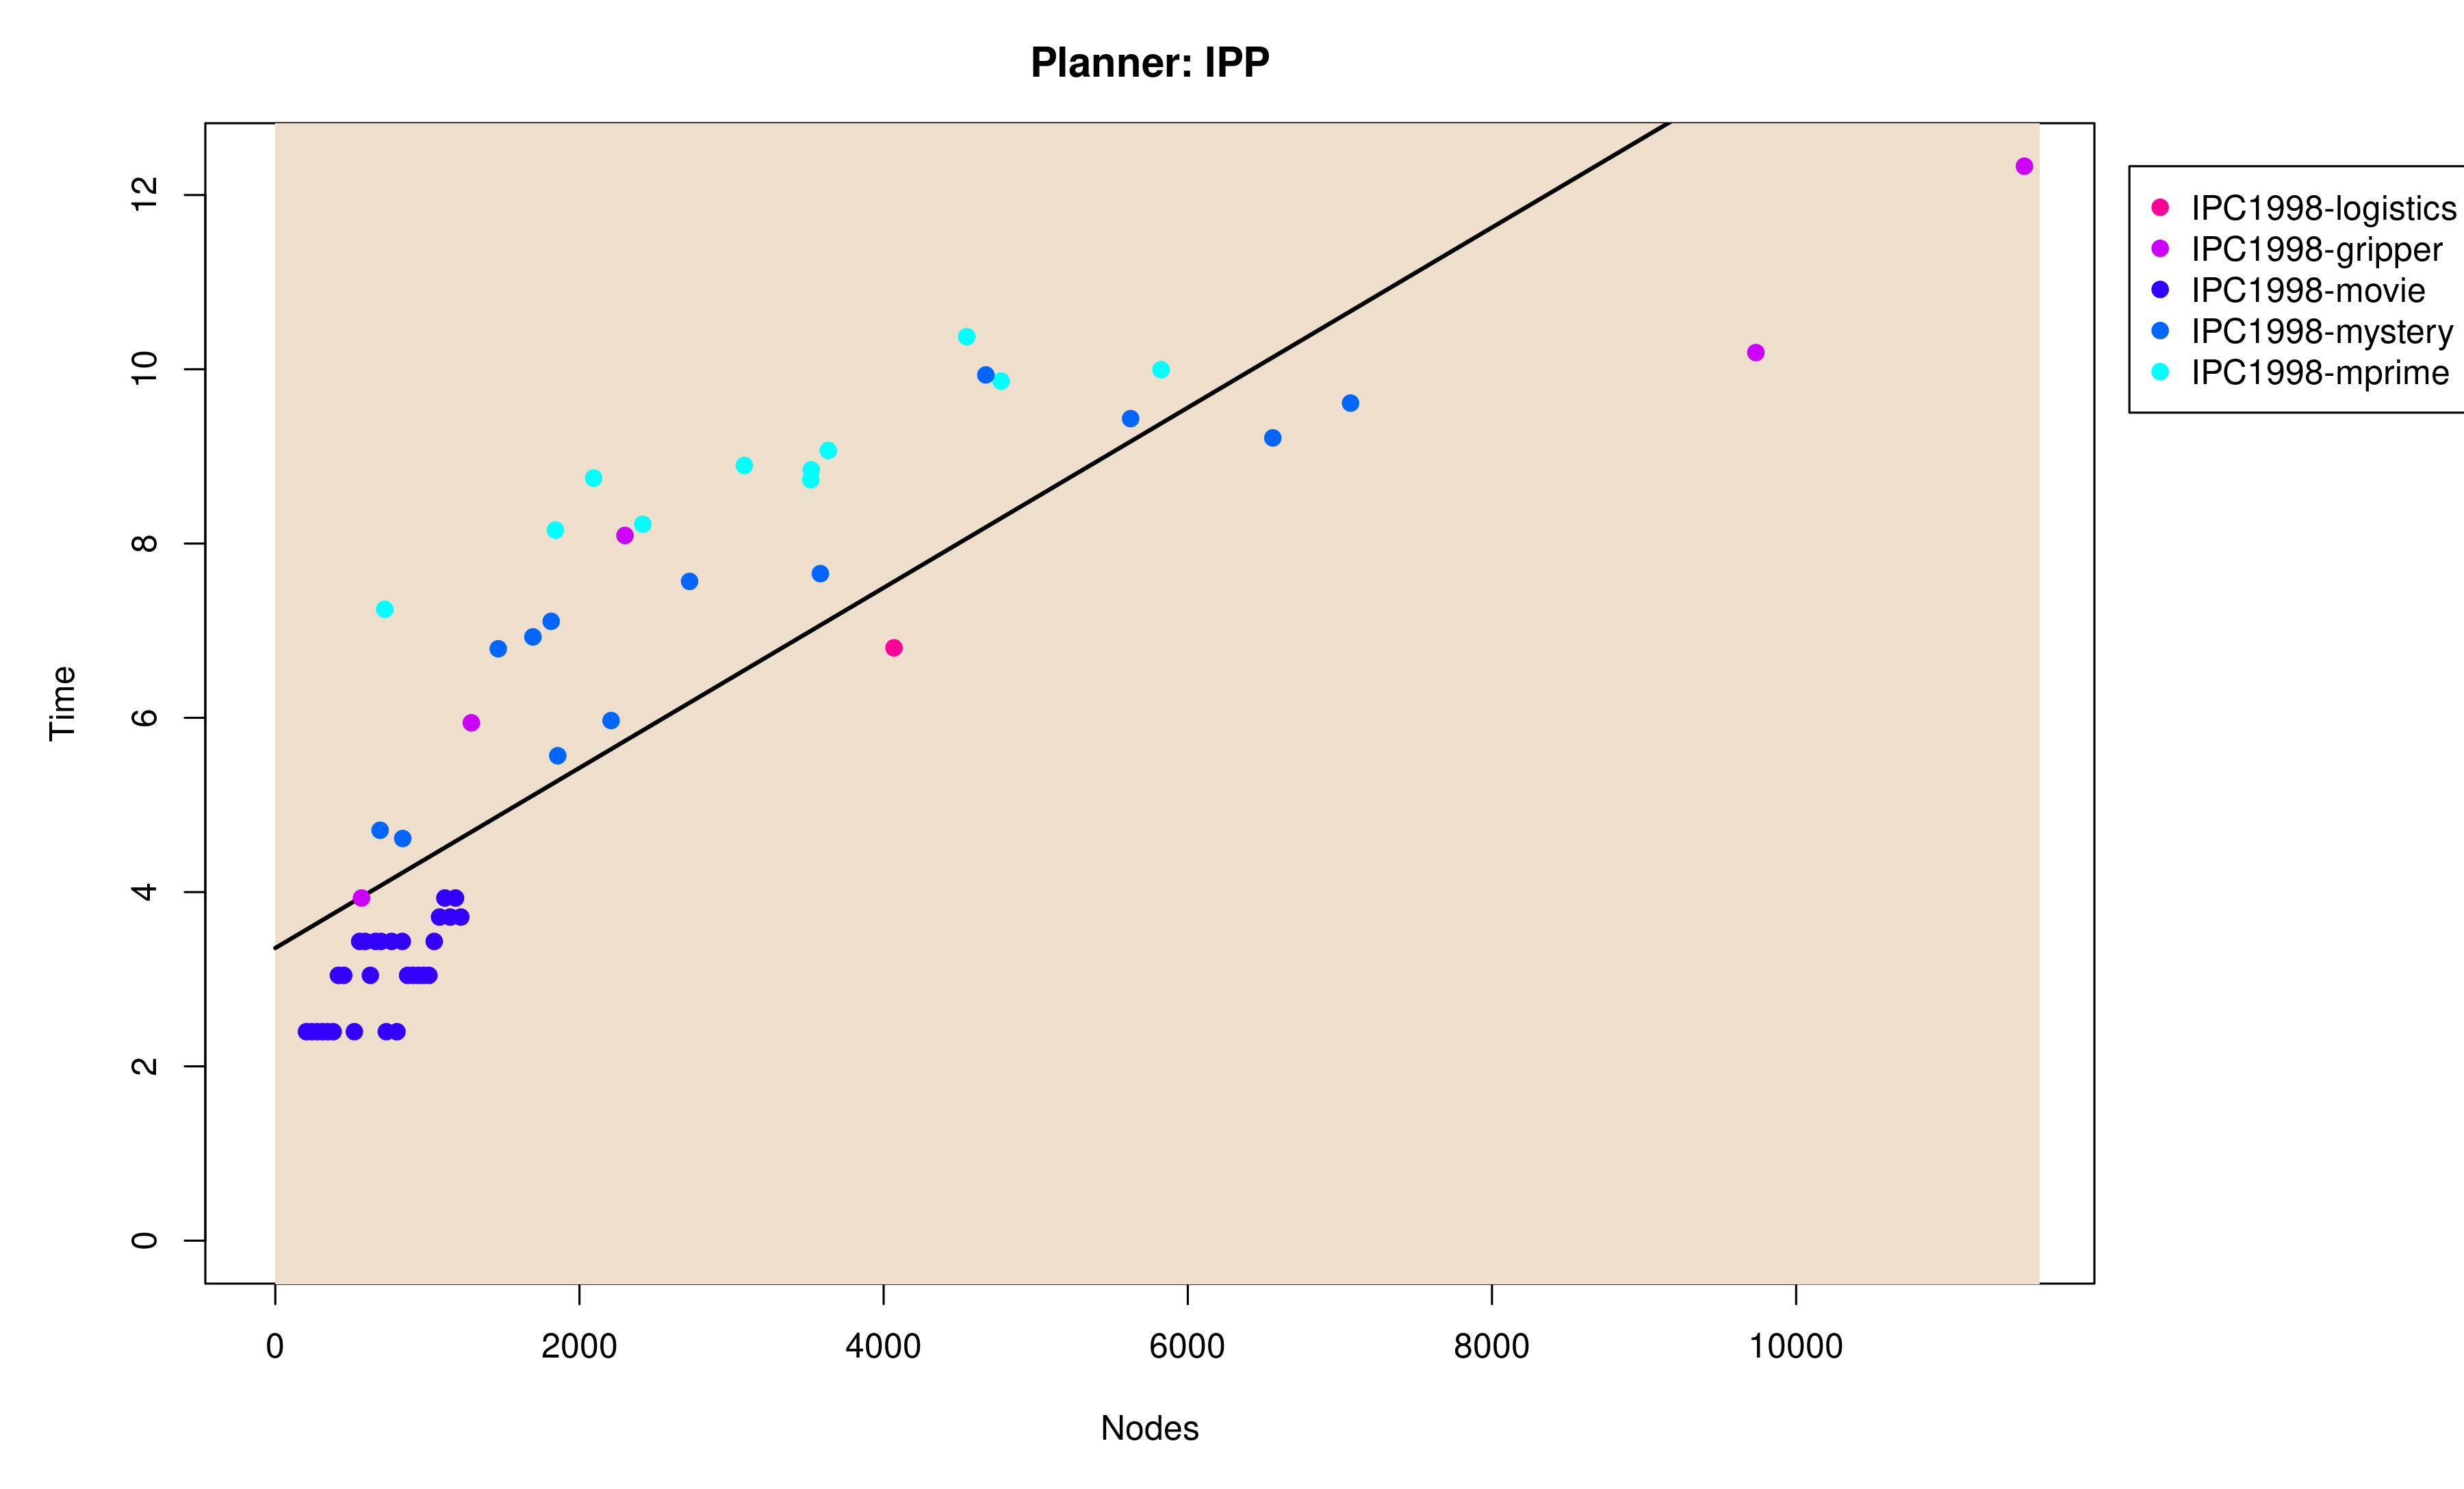 Planner: IPP
12
10
8
6
4
2
0
Time
0 2000 4000 6000 8000 10000
Nodes
IPC1998-logistics
IPC1998-gripper
IPC1998-movie
IPC1998-mystery
IPC1998-mprime